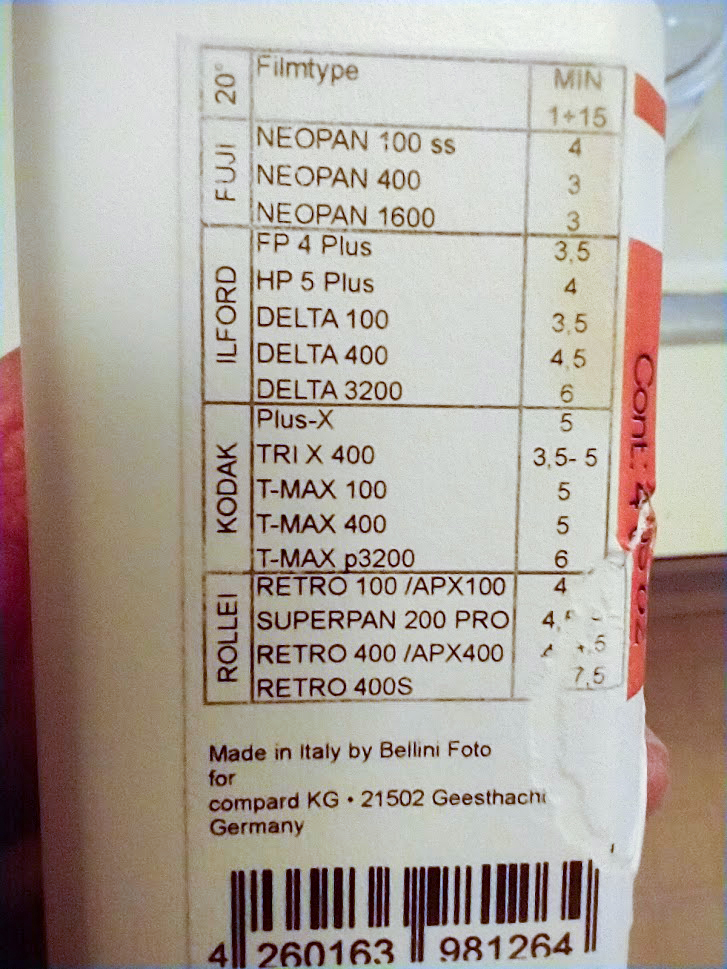 20° Filmtype MIN
1+15
FUJI
NEOPAN 100 ss 4
NEOPAN 400 3
NEOPAN 1600 3
ILFORD
FP 4 Plus 3,5
HP 5 Plus 4
DELTA 100 3,5
DELTA 400 4,5
DELTA 3200 6
KODAK
Plus-X 5
TRI X 400 3,5- 5
T-MAX 100 5
T-MAX 400 5
T-MAX p3200 6
ROLLEI
RETRO 100 /APX100 4
SUPERPAN 200 PRO
RETRO 400 /APX400
RETRO 400S 7,5
Made in Italy by Bellini Foto
for
compard KG • 21502 Geesthacht
Germany
4 260163 981264
Cont.: